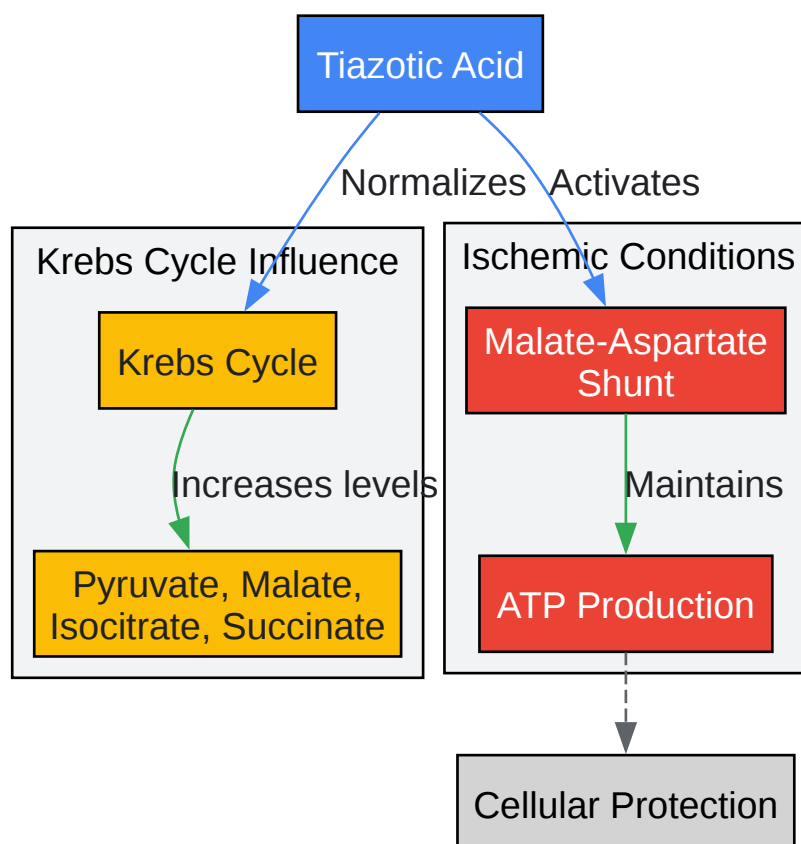 Tiazotic Acid
Normalizes
Activates
Krebs Cycle Influence
Ischemic Conditions
Krebs Cycle
Malate-Aspartate
Shunt
Increases levels
Maintains
Pyruvate, Malate,
Isocitrate, Succinate
ATP Production
Cellular Protection